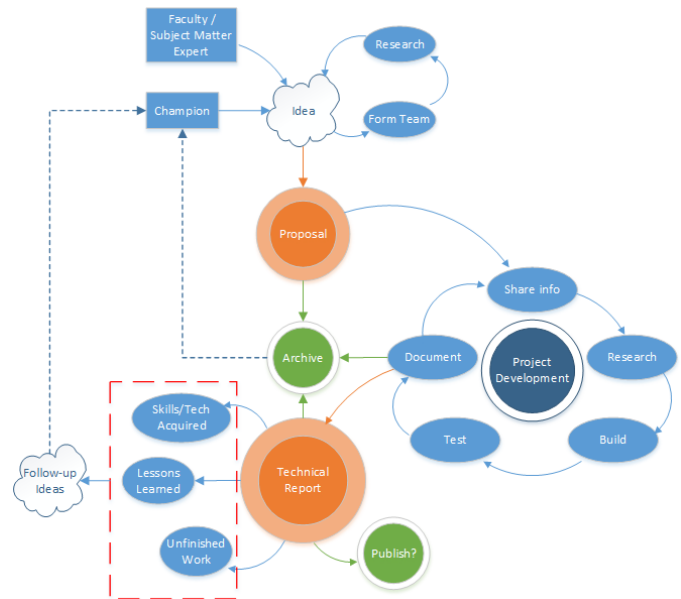 Faculty /
Subject Matter
Expert
Research
Champion
Idea
Form Team
Proposal
Share info
Archive
Document
Project
Development
Research
Skills/Tech
Acquired
Test
Build
Follow-up
Ideas
Lessons
Learned
Technical
Report
Unfinished
Work
Publish?